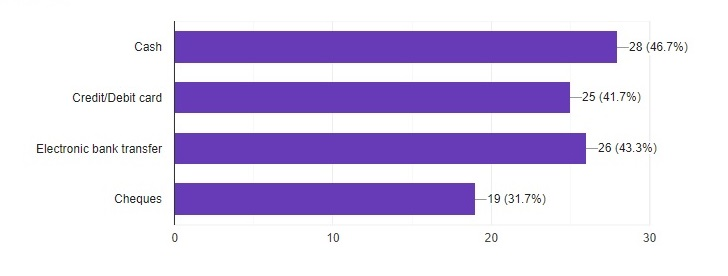 Cash 28 (46.7%)
Credit/Debit card 25 (41.7%)
Electronic bank transfer 26 (43.3%)
Cheques 19 (31.7%)
0 10 20 30